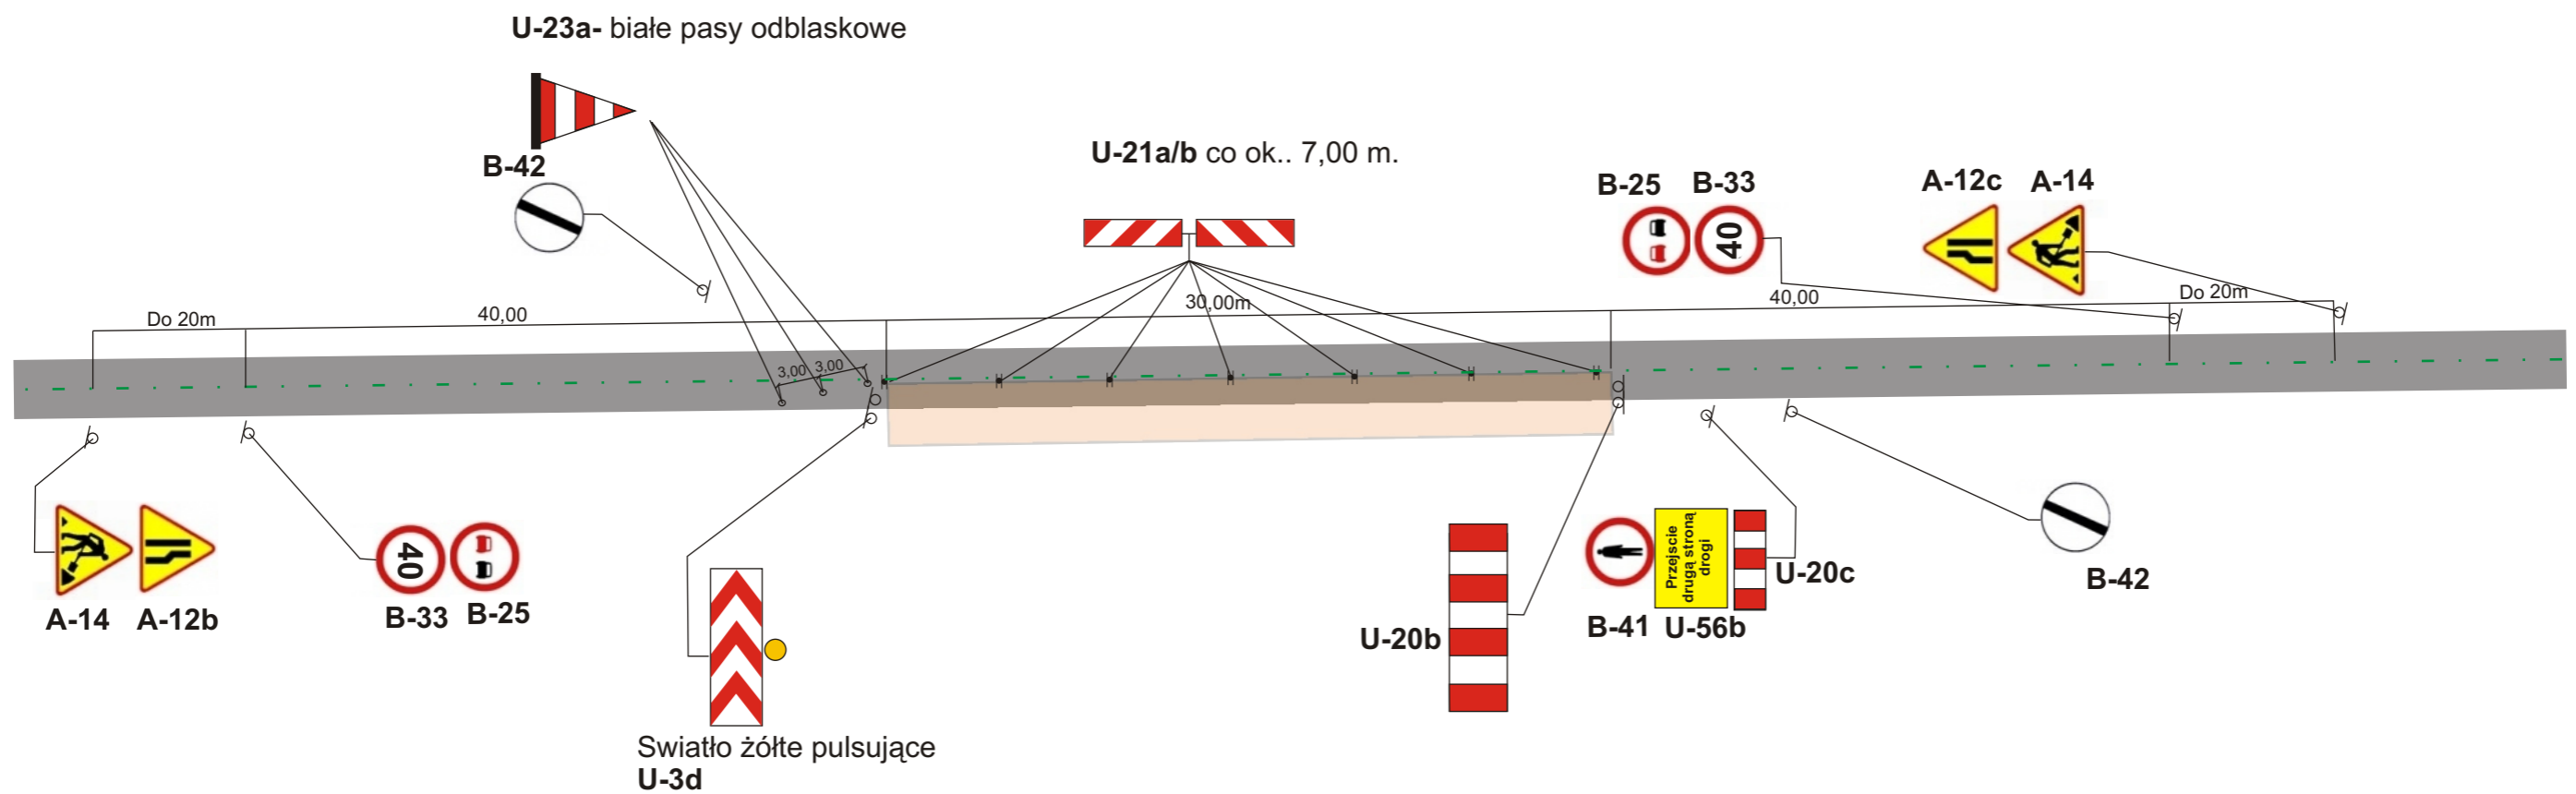 U-23a- białe pasy odblaskowe
B-42
U-21a/b co ok.. 7,00 m.
B-25
B-33
40
A-12c
A-14
Do 20m
40,00
30,00m
40,00
Do 20m
3,00
3,00
A-14
A-12b
40
B-33
B-25
Swiatło żółte pulsujące
U-3d
U-20b
B-41
Przejście
drugą stroną
drogi
U-56b
U-20c
B-42